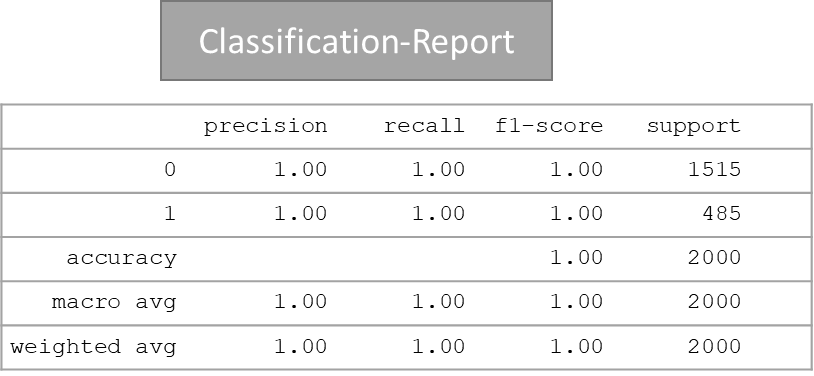 Classification-Report
precision recall f1-score support
0 1.00 1.00 1.00 1515
1 1.00 1.00 1.00 485
accuracy 1.00 2000
macro avg 1.00 1.00 1.00 2000
weighted avg 1.00 1.00 1.00 2000